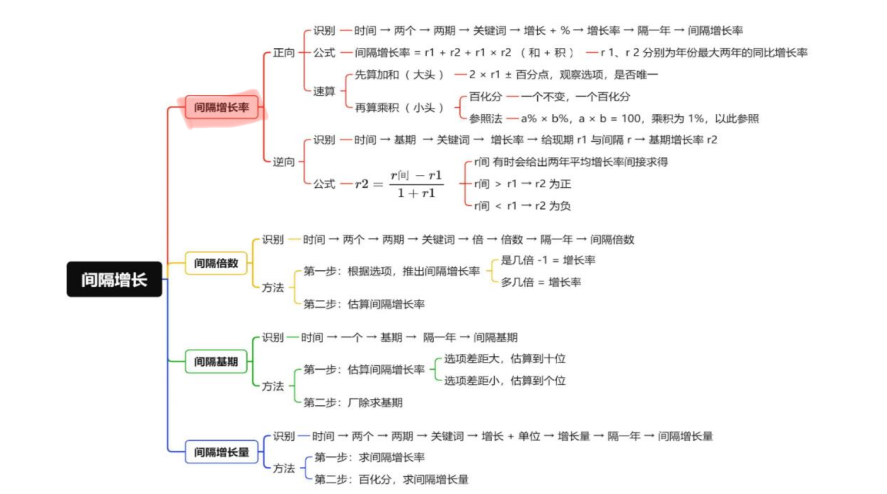 间隔增长
间隔增长率
正向
识别 — 时间 → 两个 → 两期 → 关键词 → 增长 + % → 增长率 → 隔一年 → 间隔增长率
公式 — 间隔增长率 = r1 + r2 + r1 × r2 （ 和 + 积 ） — r 1、r 2 分别为年份最大两年的同比增长率
速算
先算加和（ 大头 ） — 2 × r1 ± 百分点，观察选项，是否唯一
再算乘积（ 小头 ）
百化分 — 一个不变，一个百化分
参照法 — a% × b%，a × b = 100，乘积为 1%，以此参照
逆向
识别 — 时间 → 基期 → 关键词 → 增长率 → 给现期 r1 与间隔 r → 基期增长率 r2
公式 — r2 = (r间 − r1) / (1 + r1)
r间 有时会给出两年平均增长率间接求得
r间 > r1 → r2 为正
r间 < r1 → r2 为负
间隔倍数
识别 — 时间 → 两个 → 两期 → 关键词 → 倍 → 倍数 → 隔一年 → 间隔倍数
方法
第一步：根据选项，推出间隔增长率
是几倍 -1 = 增长率
多几倍 = 增长率
第二步：估算间隔增长率
间隔基期
识别 — 时间 → 一个 → 基期 → 隔一年 → 间隔基期
方法
第一步：估算间隔增长率
选项差距大，估算到十位
选项差距小，估算到个位
第二步：厂除求基期
间隔增长量
识别 — 时间 → 两个 → 两期 → 关键词 → 增长 + 单位 → 增长量 → 隔一年 → 间隔增长量
方法
第一步：求间隔增长率
第二步：百化分，求间隔增长量